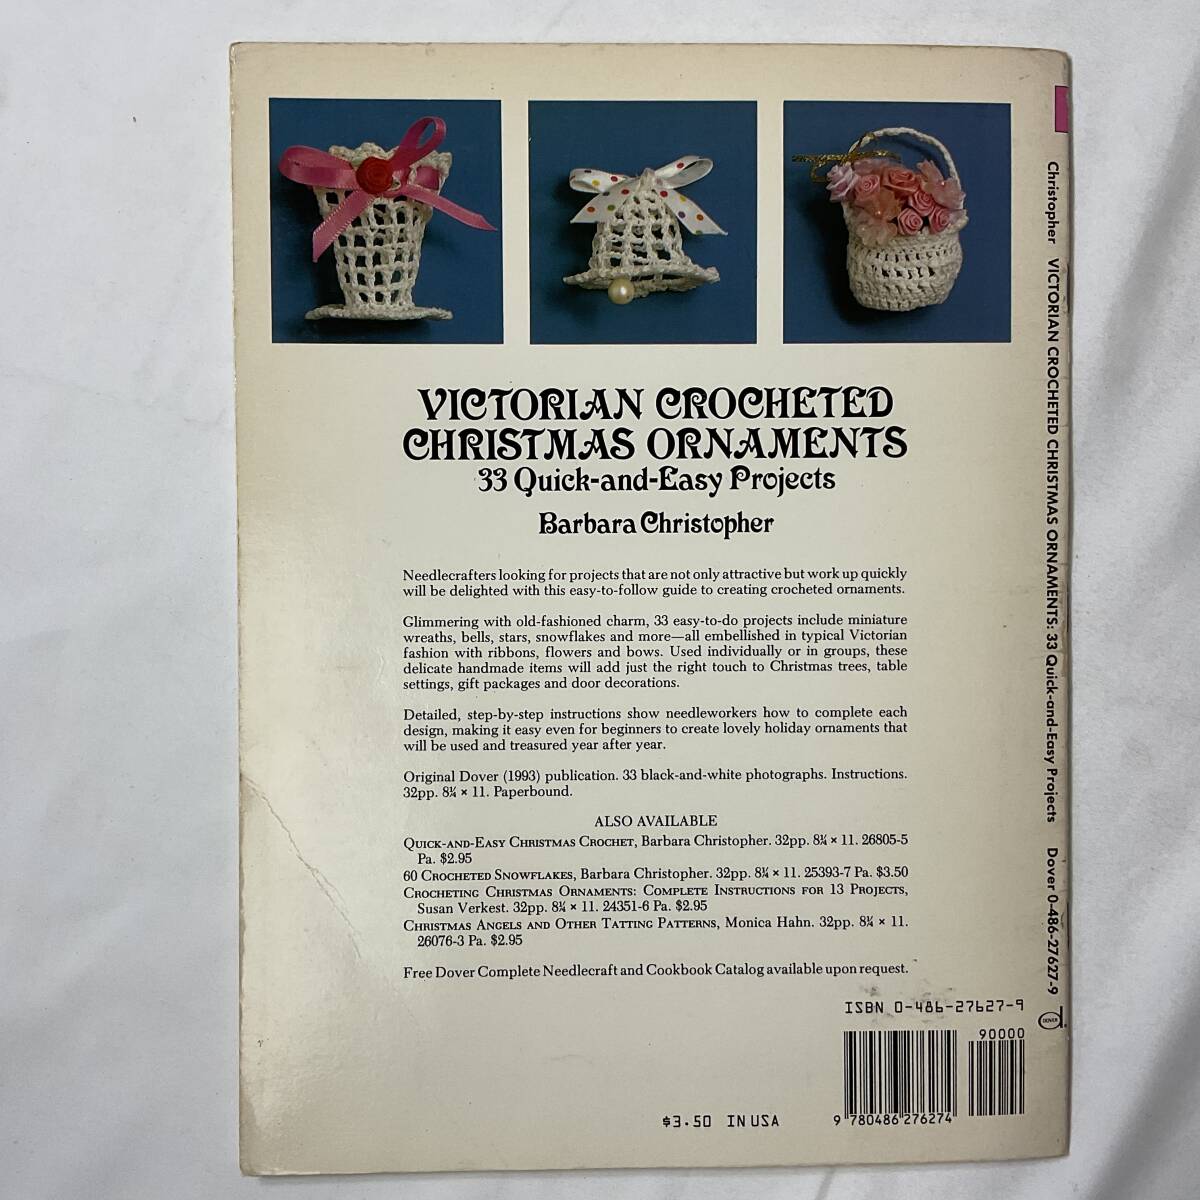 VICTORIAN CROCHETED
CHRISTMAS ORNAMENTS
33 Quick-and-Easy Projects
Barbara Christopher
Needlecrafters looking for projects that are not only attractive but work up quickly
will be delighted with this easy-to-follow guide to creating crocheted ornaments.
Glimmering with old-fashioned charm, 33 easy-to-do projects include miniature
wreaths, bells, stars, snowflakes and more—all embellished in typical Victorian
fashion with ribbons, flowers and bows. Used individually or in groups, these
delicate handmade items will add just the right touch to Christmas trees, table
settings, gift packages and door decorations.
Detailed, step-by-step instructions show needleworkers how to complete each
design, making it easy even for beginners to create lovely holiday ornaments that
will be used and treasured year after year.
Original Dover (1993) publication. 33 black-and-white photographs. Instructions.
32pp. 8¼ × 11. Paperbound.
ALSO AVAILABLE
QUICK-AND-EASY CHRISTMAS CROCHET, Barbara Christopher. 32pp. 8¼ × 11. 26805-5
Pa. $2.95
60 CROCHETED SNOWFLAKES, Barbara Christopher. 32pp. 8¼ × 11. 25393-7 Pa. $3.50
CROCHETING CHRISTMAS ORNAMENTS: COMPLETE INSTRUCTIONS FOR 13 PROJECTS,
Susan Verkest. 32pp. 8¼ × 11. 24351-6 Pa. $2.95
CHRISTMAS ANGELS AND OTHER TATTING PATTERNS, Monica Hahn. 32pp. 8¼ × 11.
26076-3 Pa. $2.95
Free Dover Complete Needlecraft and Cookbook Catalog available upon request.
ISBN 0-486-27627-9
90000
9 780486 276274
$3.50 IN USA
Christopher VICTORIAN CROCHETED CHRISTMAS ORNAMENTS: 33 Quick-and-Easy Projects Dover 0-486-27627-9
DOVER